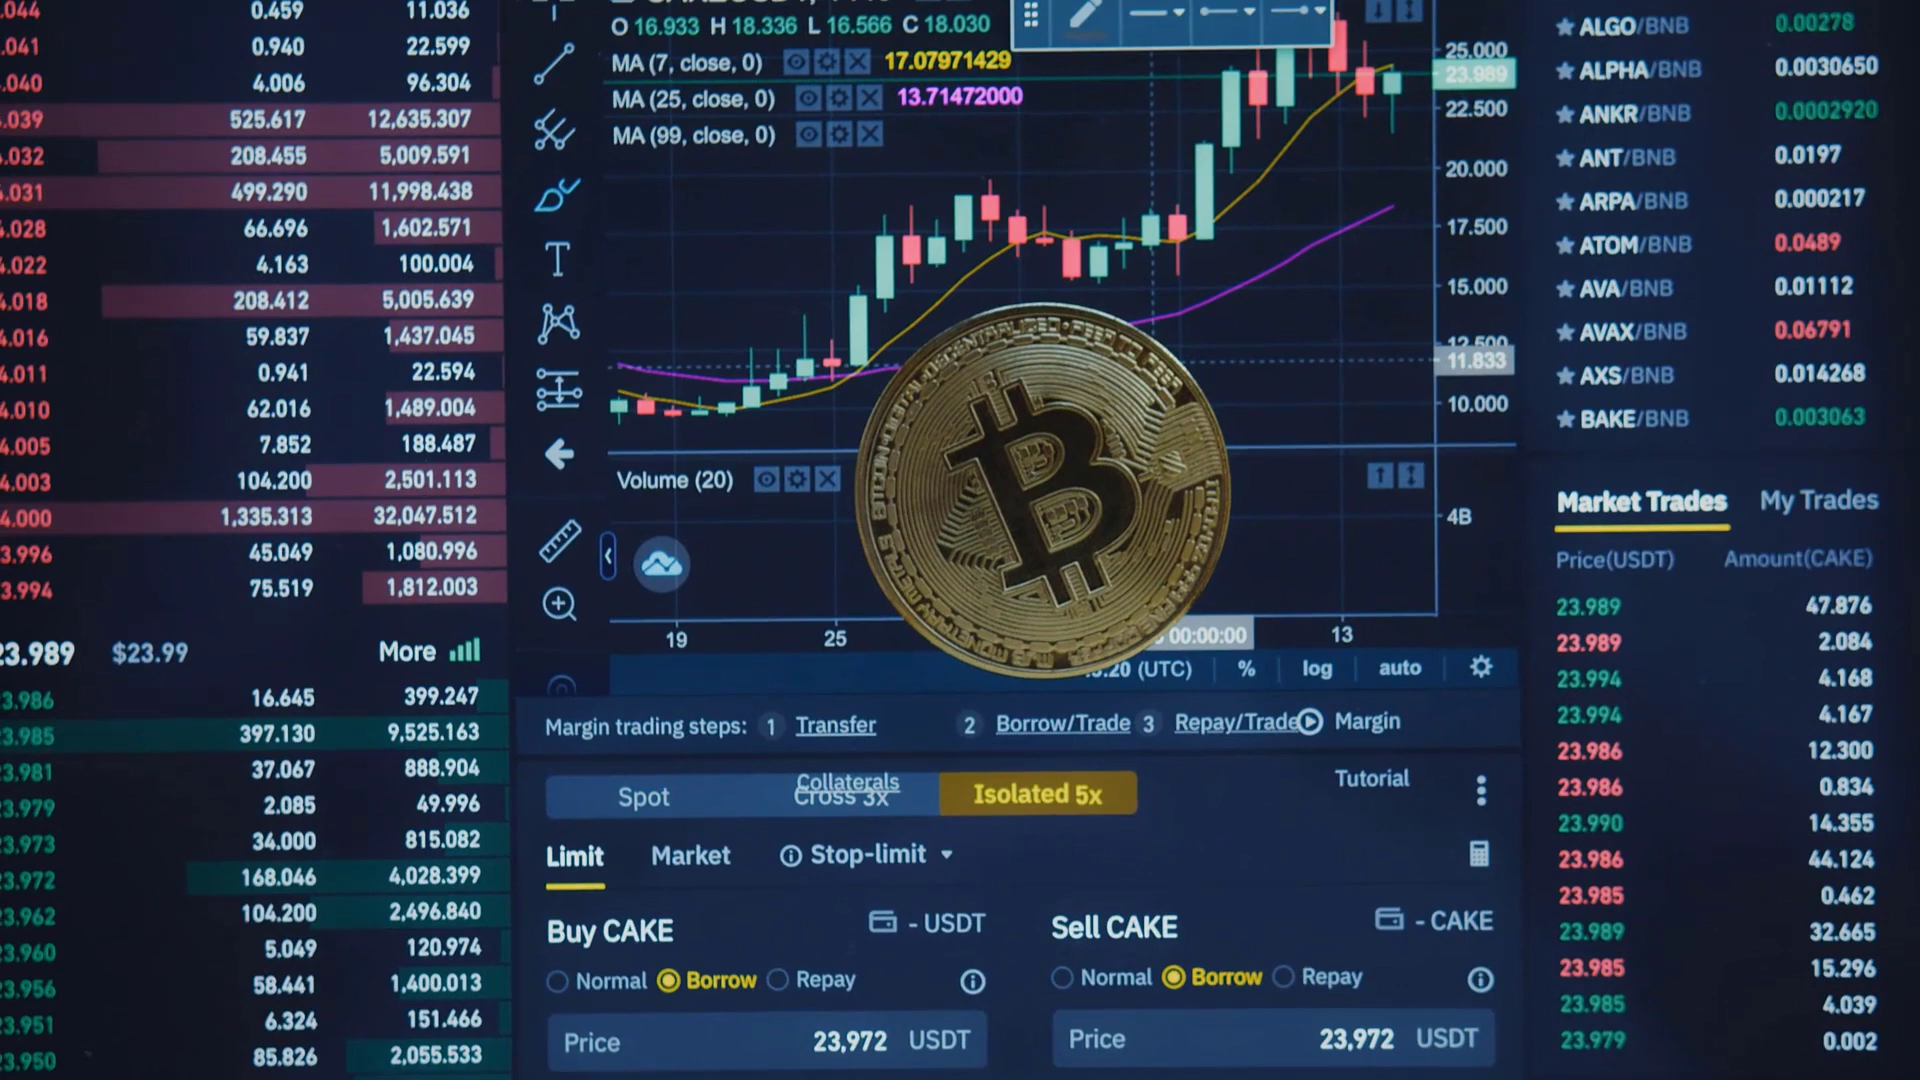 .044 0.459 11.036
.041 0.940 22.599
.040 4.006 96.304
.039 525.617 12,635.307
.032 208.455 5,009.591
.031 499.290 11,998.438
4.028 66.696 1,602.571
4.022 4.163 100.004
4.018 208.412 5,005.639
4.016 59.837 1,437.045
4.011 0.941 22.594
4.010 62.016 1,489.004
4.005 7.852 188.487
4.003 104.200 2,501.113
4.000 1,335.313 32,047.512
3.996 45.049 1,080.996
3.994 75.519 1,812.003
23.989 $23.99 More
3.986 16.645 399.247
3.985 397.130 9,525.163
3.981 37.067 888.904
3.979 2.085 49.996
3.973 34.000 815.082
3.972 168.046 4,028.399
3.962 104.200 2,496.840
3.960 5.049 120.974
3.956 58.441 1,400.013
3.951 6.324 151.466
3.950 85.826 2,055.533
O 16.933 H 18.336 L 16.566 C 18.030
MA (7, close, 0) 17.07971429
MA (25, close, 0) 13.71472000
MA (99, close, 0)
25.000
23.989
22.500
20.000
17.500
15.000
12.500
11.833
10.000
Volume (20)
4B
19 25 00:00:00 13
(UTC) % log auto
BITCOIN
DECENTRALIZED
PEER TO PEER
Margin trading steps: 1 Transfer 2 Borrow/Trade 3 Repay/Trade Margin
Collaterals Tutorial
Spot Cross 3x Isolated 5x
Limit Market Stop-limit
Buy CAKE - USDT
Normal Borrow Repay
Price 23,972 USDT
Sell CAKE - CAKE
Normal Borrow Repay
Price 23,972 USDT
ALGO/BNB 0.00278
ALPHA/BNB 0.0030650
ANKR/BNB 0.0002920
ANT/BNB 0.0197
ARPA/BNB 0.000217
ATOM/BNB 0.0489
AVA/BNB 0.01112
AVAX/BNB 0.06791
AXS/BNB 0.014268
BAKE/BNB 0.003063
Market Trades My Trades
Price(USDT) Amount(CAKE)
23.989 47.876
23.989 2.084
23.994 4.168
23.994 4.167
23.986 12.300
23.986 0.834
23.990 14.355
23.986 44.124
23.985 0.462
23.989 32.665
23.985 15.296
23.985 4.039
23.979 0.002